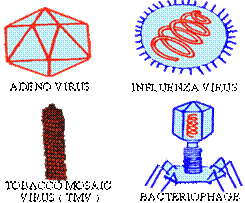 ADENO VIRUS
INFLUENZA VIRUS
TOBACCO MOSAIC
VIRUS ( TMV )
BACTERIOPHAGE